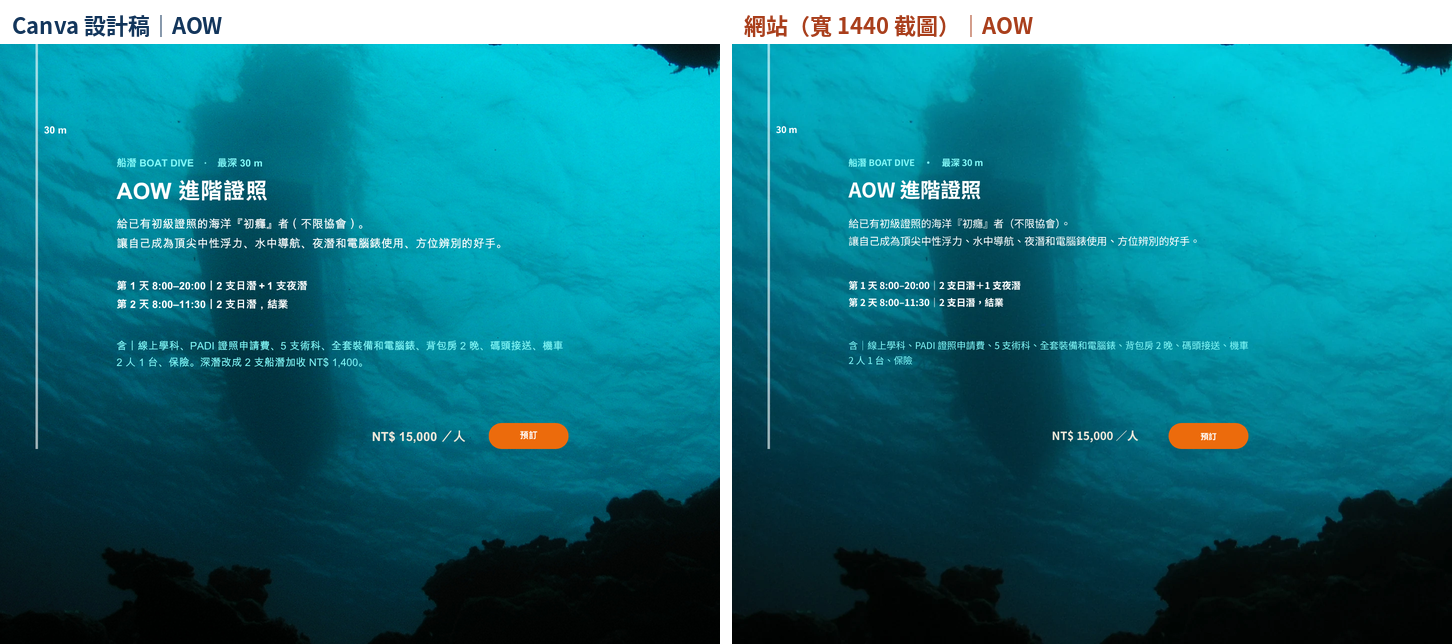 Canva 設計稿｜AOW
30 m
船潛 BOAT DIVE · 最深 30 m
AOW 進階證照
給已有初級證照的海洋『初癮』者（不限協會）。
讓自己成為頂尖中性浮力、水中導航、夜潛和電腦錶使用、方位辨別的好手。
第 1 天 8:00–20:00｜2 支日潛 + 1 支夜潛
第 2 天 8:00–11:30｜2 支日潛，結業
含｜線上學科、PADI 證照申請費、5 支術科、全套裝備和電腦錶、背包房 2 晚、碼頭接送、機車
2 人 1 台、保險。深潛改成 2 支船潛加收 NT$ 1,400。
NT$ 15,000 ／人
預訂
網站（寬 1440 截圖）｜AOW
30 m
船潛 BOAT DIVE • 最深 30 m
AOW 進階證照
給已有初級證照的海洋『初癮』者（不限協會）。
讓自己成為頂尖中性浮力、水中導航、夜潛和電腦錶使用、方位辨別的好手。
第 1 天 8:00–20:00｜2 支日潛＋1 支夜潛
第 2 天 8:00–11:30｜2 支日潛，結業
含｜線上學科、PADI 證照申請費、5 支術科、全套裝備和電腦錶、背包房 2 晚、碼頭接送、機車
2 人 1 台、保險
NT$ 15,000 ／人
預訂